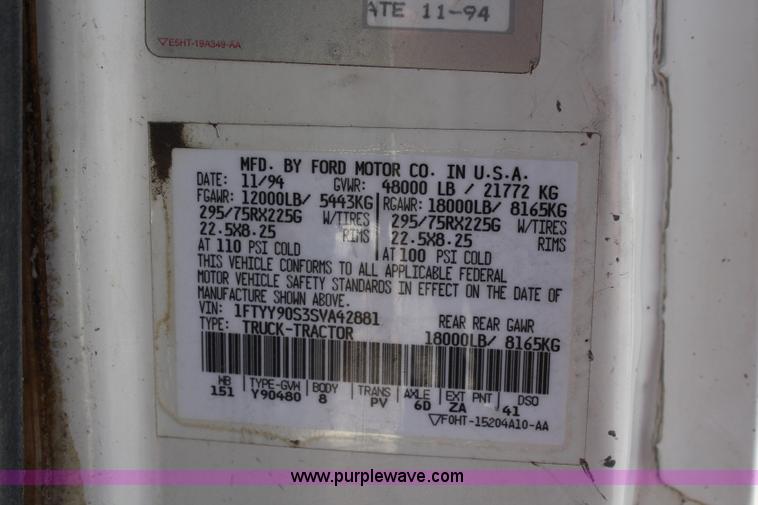 ATE 11-94
E5HT-19A349-AA
MFD. BY FORD MOTOR CO. IN U.S.A.
DATE: 11/94 GVWR: 48000 LB / 21772 KG
FGAWR: 12000LB/ 5443KG RGAWR: 18000LB/ 8165KG
295/75RX225G W/TIRES 295/75RX225G W/TIRES
22.5X8.25 RIMS 22.5X8.25 RIMS
AT 110 PSI COLD AT 100 PSI COLD
THIS VEHICLE CONFORMS TO ALL APPLICABLE FEDERAL
MOTOR VEHICLE SAFETY STANDARDS IN EFFECT ON THE DATE OF
MANUFACTURE SHOWN ABOVE.
VIN: 1FTYY90S3SVA42881 REAR REAR GAWR
TYPE: TRUCK-TRACTOR 18000LB/ 8165KG
WB TYPE-GVW BODY TRANS AXLE EXT PNT DSO
151 Y90480 8 PV 6D ZA 41
F0HT-15204A10-AA
www.purplewave.com